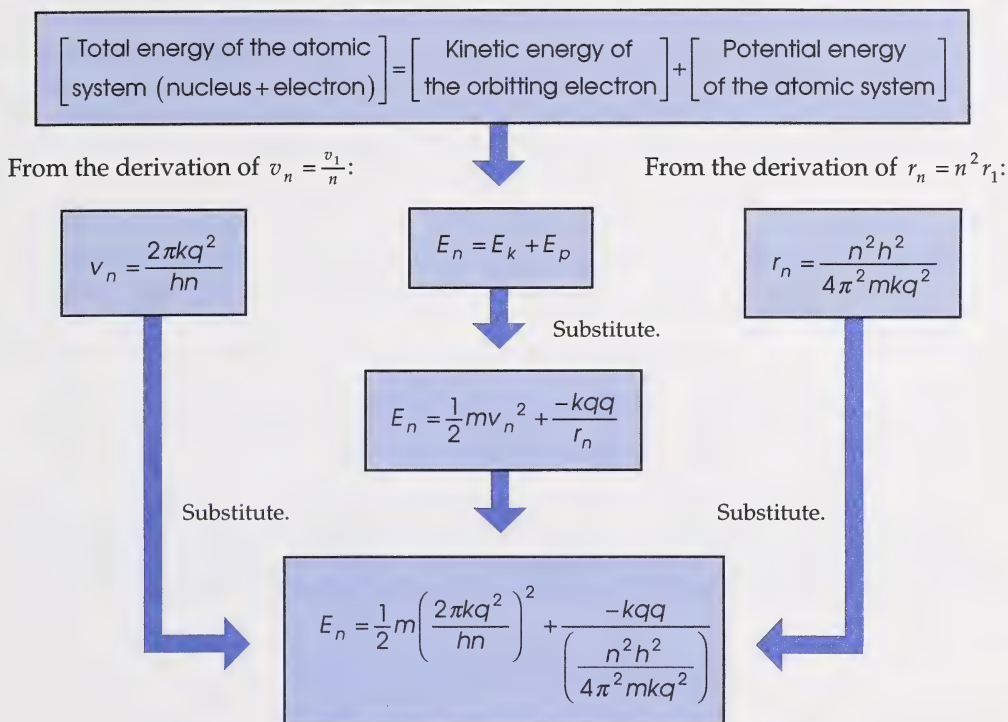 [Total energy of the atomic system (nucleus + electron)] = [Kinetic energy of the orbitting electron] + [Potential energy of the atomic system]
From the derivation of v_n = v_1/n:
From the derivation of r_n = n^2 r_1:
v_n = 2πkq^2 / hn
E_n = E_k + E_p
r_n = n^2h^2 / 4π^2mkq^2
Substitute.
E_n = 1/2 mv_n^2 + -kqq / r_n
Substitute.
Substitute.
E_n = 1/2 m(2πkq^2 / hn)^2 + -kqq / (n^2h^2 / 4π^2mkq^2)